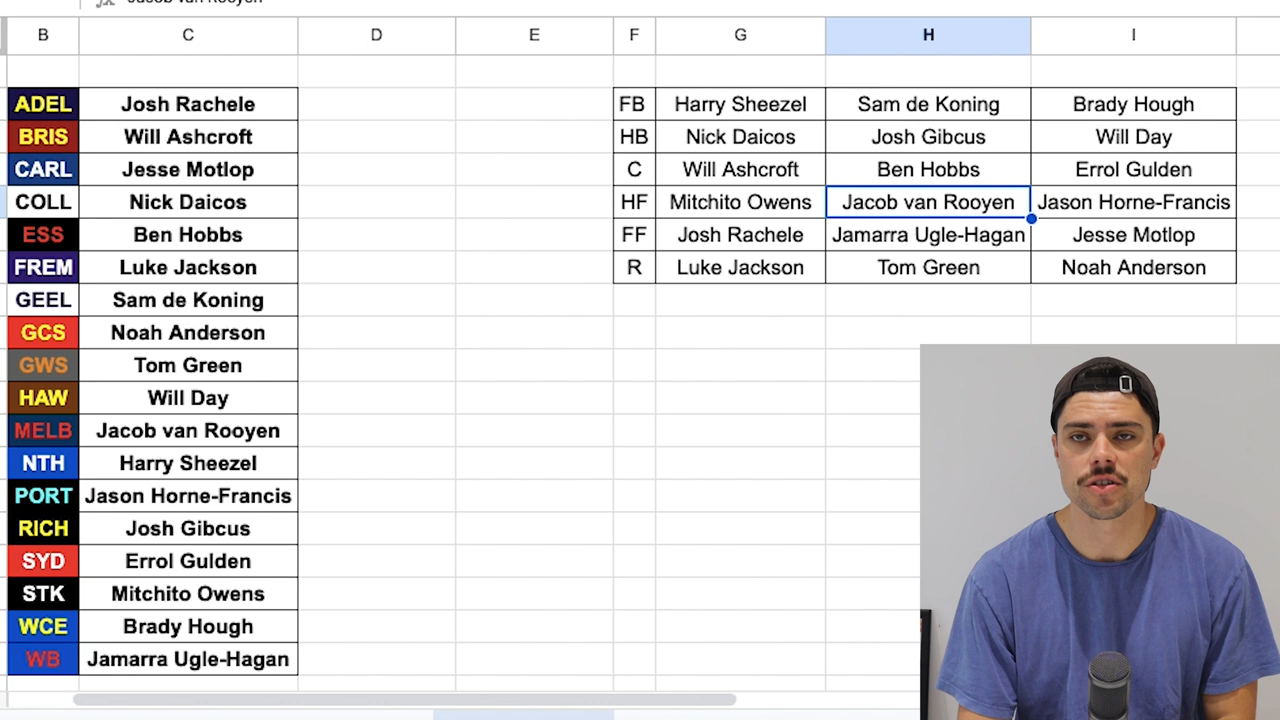 fx Jacob van Rooyen
B C D E F G H I
ADEL Josh Rachele FB Harry Sheezel Sam de Koning Brady Hough
BRIS Will Ashcroft HB Nick Daicos Josh Gibcus Will Day
CARL Jesse Motlop C Will Ashcroft Ben Hobbs Errol Gulden
COLL Nick Daicos HF Mitchito Owens Jacob van Rooyen Jason Horne-Francis
ESS Ben Hobbs FF Josh Rachele Jamarra Ugle-Hagan Jesse Motlop
FREM Luke Jackson R Luke Jackson Tom Green Noah Anderson
GEEL Sam de Koning
GCS Noah Anderson
GWS Tom Green
HAW Will Day
MELB Jacob van Rooyen
NTH Harry Sheezel
PORT Jason Horne-Francis
RICH Josh Gibcus
SYD Errol Gulden
STK Mitchito Owens
WCE Brady Hough
WB Jamarra Ugle-Hagan